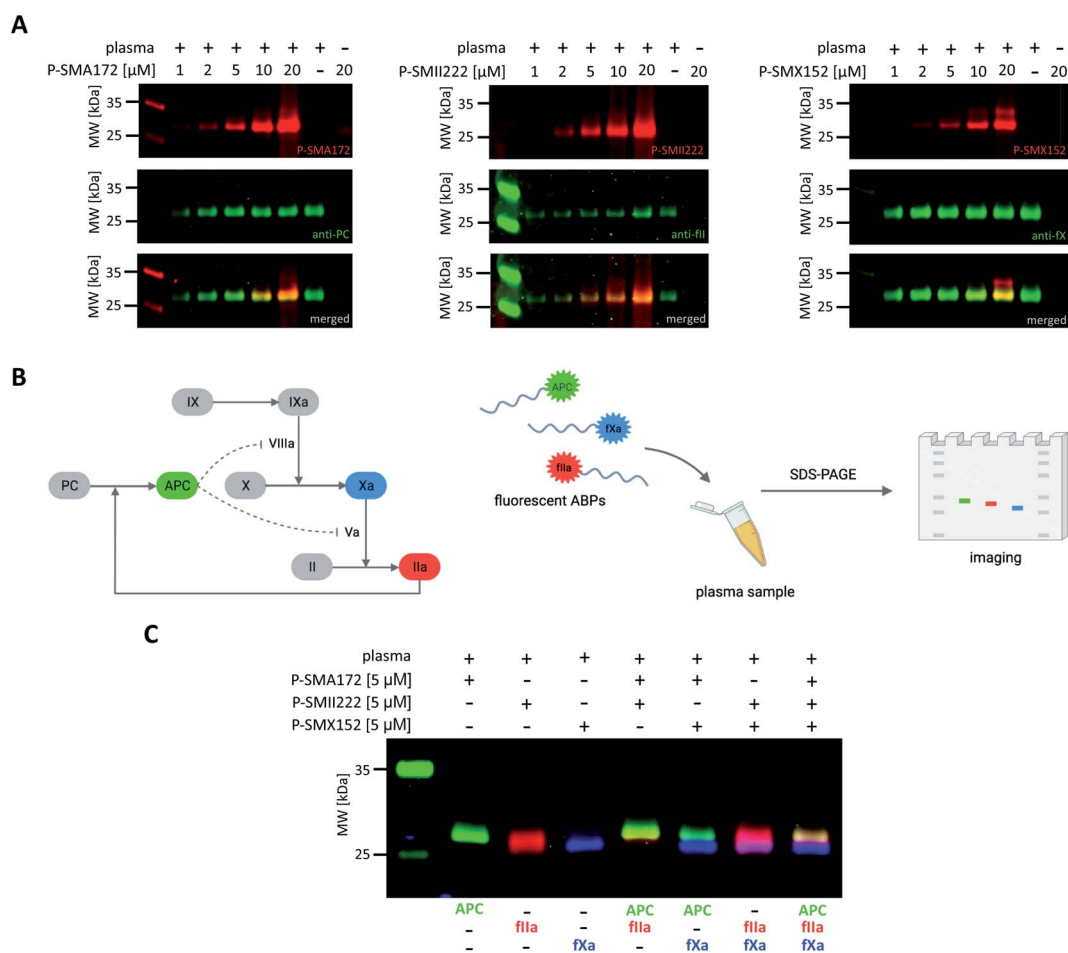 A
plasma + + + + + + –
P-SMA172 [μM] 1 2 5 10 20 – 20
MW [kDa]
35
25
P-SMA172
MW [kDa]
35
25
anti-PC
MW [kDa]
35
25
merged
plasma + + + + + + –
P-SMII222 [μM] 1 2 5 10 20 – 20
MW [kDa]
35
25
P-SMII222
MW [kDa]
35
25
anti-fII
MW [kDa]
35
25
merged
plasma + + + + + + –
P-SMX152 [μM] 1 2 5 10 20 – 20
MW [kDa]
35
25
P-SMX152
MW [kDa]
35
25
anti-fX
MW [kDa]
35
25
merged
B
IX
IXa
VIIIa
PC
APC
X
Xa
Va
II
IIa
APC
fXa
fIIa
fluorescent ABPs
plasma sample
SDS-PAGE
imaging
C
plasma + + + + + + +
P-SMA172 [5 μM] + – – + + – +
P-SMII222 [5 μM] – + – + – + +
P-SMX152 [5 μM] – – + – + + +
MW [kDa]
35
25
APC – – APC APC – APC
– fIIa – fIIa – fIIa fIIa
– – fXa – fXa fXa fXa